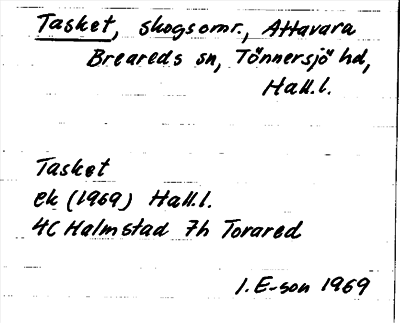 Tasket, skogsomr., Attavara
Breareds sn, Tönnersjö hd,
Hall.l.
Tasket
ek (1969) Hall.l.
4C Halmstad 7h Torared
I. E-son 1969